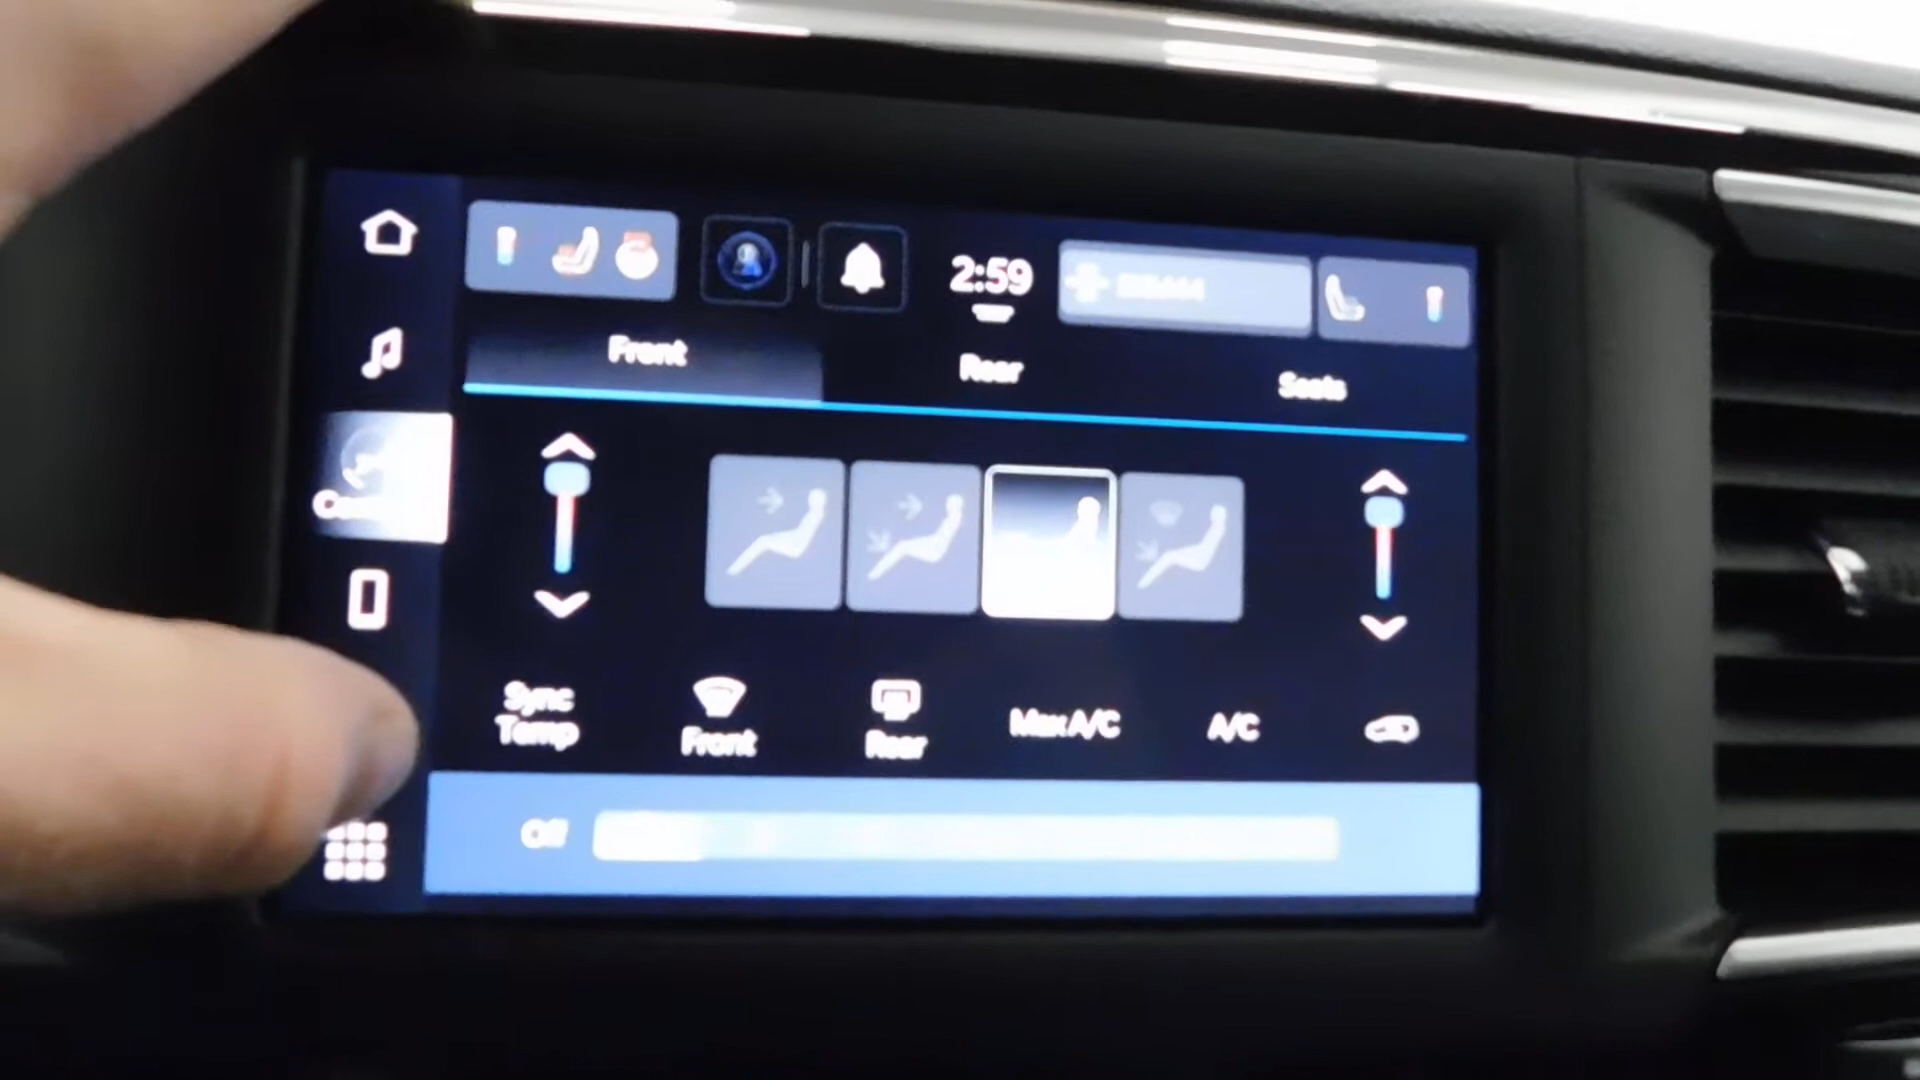 2:59
Front
Rear
Seats
Sync
Temp
Front
Rear
Max A/C
A/C
Off